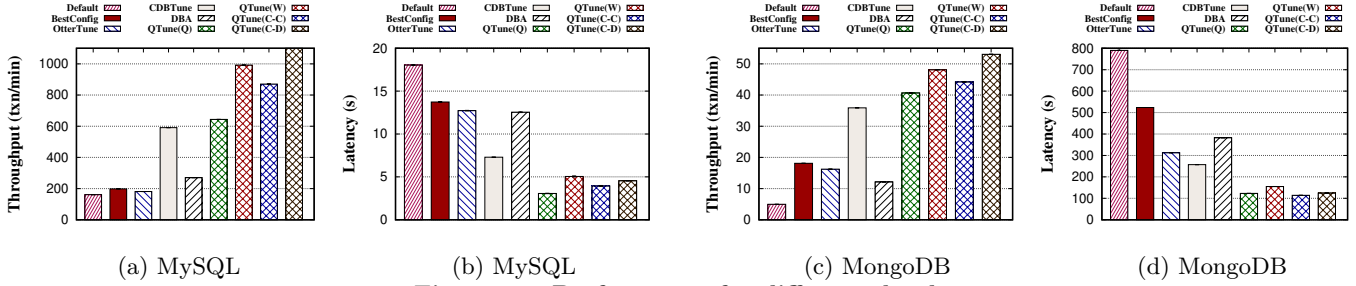 Default CDBTune QTune(W)
BestConfig DBA QTune(C-C)
OtterTune QTune(Q) QTune(C-D)
Throughput (txn/min)
1000
800
600
400
200
0
(a) MySQL
Default CDBTune QTune(W)
BestConfig DBA QTune(C-C)
OtterTune QTune(Q) QTune(C-D)
Latency (s)
20
15
10
5
0
(b) MySQL
Default CDBTune QTune(W)
BestConfig DBA QTune(C-C)
OtterTune QTune(Q) QTune(C-D)
Throughput (txn/min)
50
40
30
20
10
0
(c) MongoDB
Default CDBTune QTune(W)
BestConfig DBA QTune(C-C)
OtterTune QTune(Q) QTune(C-D)
Latency (s)
800
700
600
500
400
300
200
100
0
(d) MongoDB